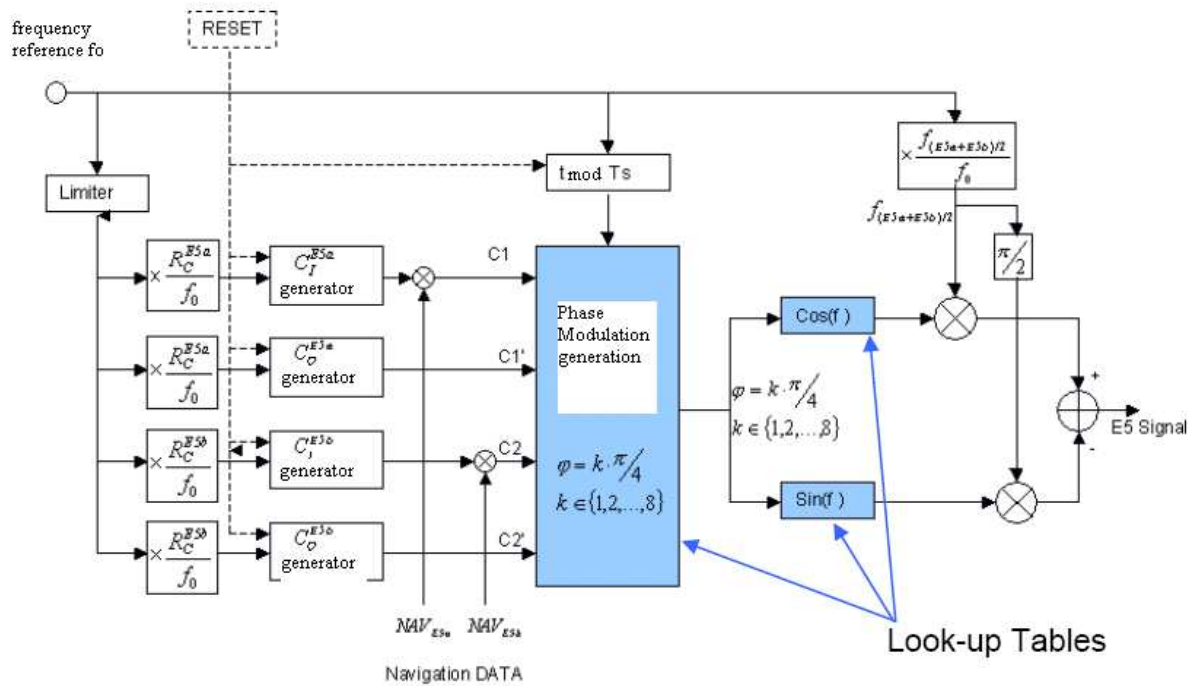 frequency
reference fo
RESET
× f_(E5a+E5b)/2 / f_0
Limiter
t mod Ts
f_(E5a+E5b)/2
π/2
× R_C^E5a / f_0
C_I^E5a
generator
C1
× R_C^E5a / f_0
C_Q^E5a
generator
C1'
× R_C^E5b / f_0
C_I^E5b
generator
C2
× R_C^E5b / f_0
C_Q^E5b
generator
C2'
Phase
Modulation
generation
φ = k · π/4
k ∈ {1,2,...,8}
Cos(f )
φ = k · π/4
k ∈ {1,2,...,8}
Sin(f )
+
-
E5 Signal
NAV_E5a
NAV_E5b
Navigation DATA
Look-up Tables